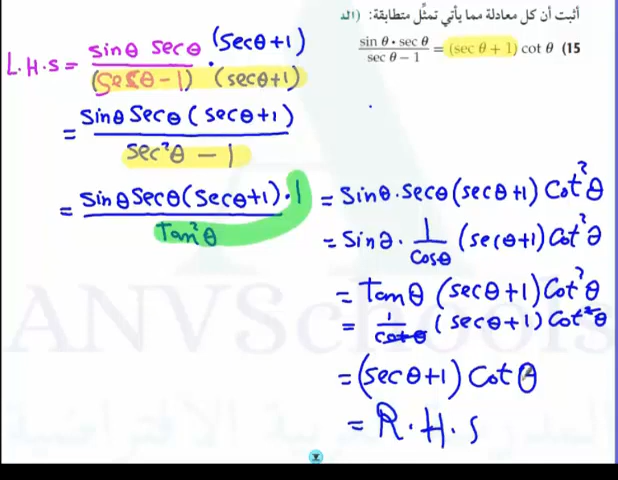 أثبت أن كل معادلة مما يأتي تمثِّل متطابقة: (الد
15) sin θ · sec θ / sec θ − 1 = (sec θ + 1) cot θ
L.H.S = sinθ secθ / (secθ − 1) · (secθ+1) / (secθ+1)
= sinθ secθ (secθ+1) / sec²θ − 1
= sinθ secθ (secθ+1) · 1 / Tan²θ
= sinθ · secθ (secθ+1) Cot²θ
= sinθ · 1/Cosθ (secθ+1) Cot²θ
= Tanθ (secθ+1) Cot²θ
= 1/cotθ (secθ+1) Cot²θ
= (secθ+1) Cotθ
= R.H.S
ANVSchools